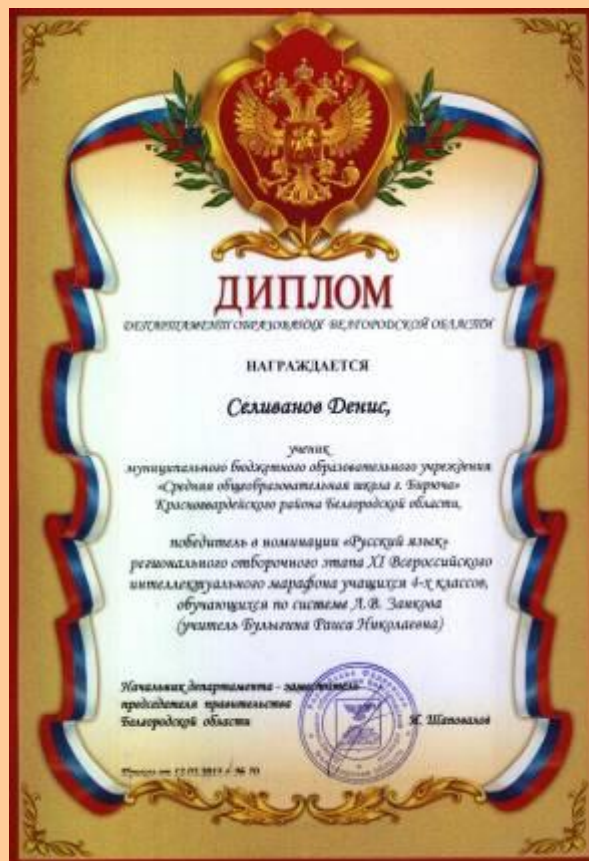 ДИПЛОМ
ДЕПАРТАМЕНТ ОБРАЗОВАНИЯ БЕЛГОРОДСКОЙ ОБЛАСТИ
НАГРАЖДАЕТСЯ
Селиванов Денис,
ученик
муниципального бюджетного образовательного учреждения
«Средняя общеобразовательная школа г. Бирюча»
Красногвардейского района Белгородской области,
победитель в номинации «Русский язык»
регионального отборочного этапа XI Всероссийского
интеллектуального марафона учащихся 4-х классов,
обучающихся по системе Л.В. Занкова
(учитель Булыгина Раиса Николаевна)
Начальник департамента - заместитель
председателя правительства
Белгородской области И. Шаповалов
Приказ от